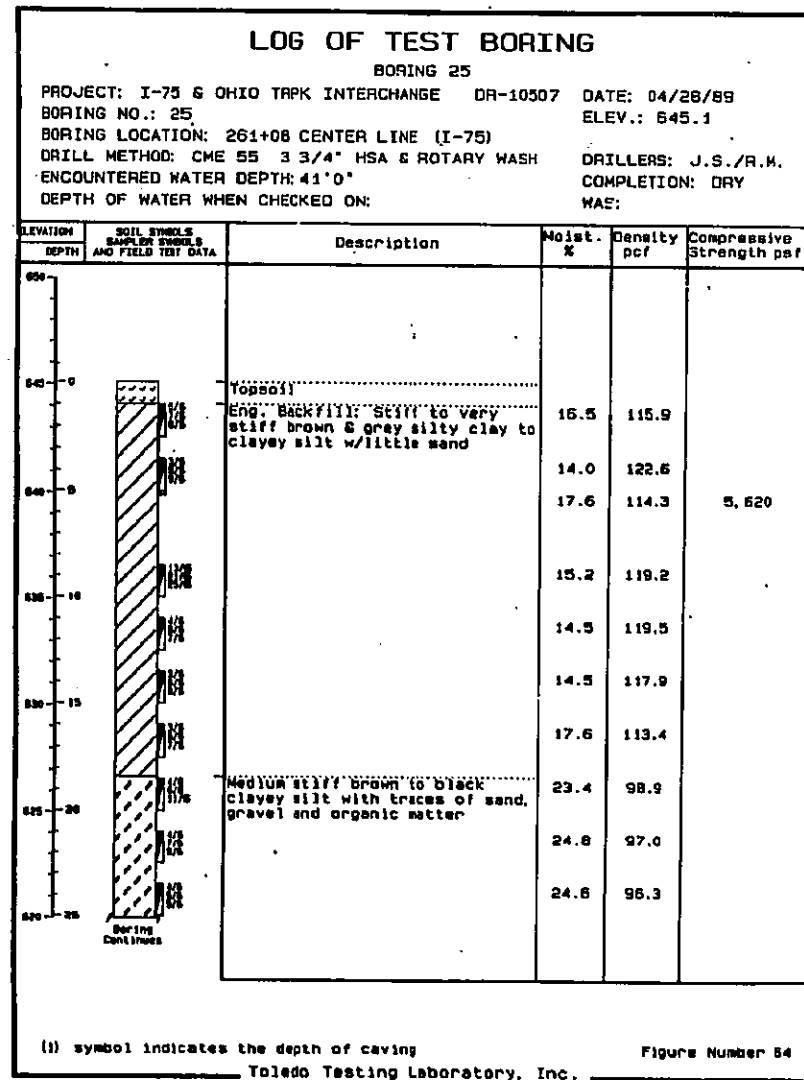 LOG OF TEST BORING
BORING 25
PROJECT: I-75 & OHIO TRPK INTERCHANGE DR-10507 DATE: 04/28/89
BORING NO.: 25 ELEV.: 645.1
BORING LOCATION: 261+08 CENTER LINE (I-75)
DRILL METHOD: CME 55 3 3/4" HSA & ROTARY WASH DRILLERS: J.S./R.M.
ENCOUNTERED WATER DEPTH: 41'0" COMPLETION: DRY
DEPTH OF WATER WHEN CHECKED ON: WAS:
ELEVATION
DEPTH
SOIL SYMBOLS
SAMPLER SYMBOLS
AND FIELD TEST DATA
Description
Moist.
%
Density
pcf
Compressive
Strength psf
650
645 0
Topsoil
Eng. Backfill: Stiff to very 16.5 115.9
stiff brown & grey silty clay to
clayey silt w/little sand
14.0 122.6
640 5
17.6 114.3 5,620
15.2 119.2
635 10
14.5 119.5
14.5 117.9
630 15
17.6 113.4
Medium stiff brown to black 23.4 98.9
clayey silt with traces of sand,
gravel and organic matter
625 20
24.8 97.0
24.6 96.3
620 25
Boring
Continues
(i) symbol indicates the depth of caving Figure Number 54
Toledo Testing Laboratory, Inc.